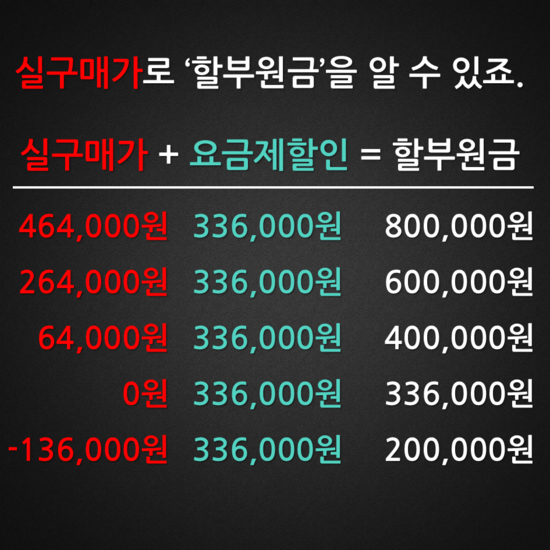 실구매가로 ‘할부원금’을 알 수 있죠.
실구매가 + 요금제할인 = 할부원금
464,000원 336,000원 800,000원
264,000원 336,000원 600,000원
64,000원 336,000원 400,000원
0원 336,000원 336,000원
-136,000원 336,000원 200,000원